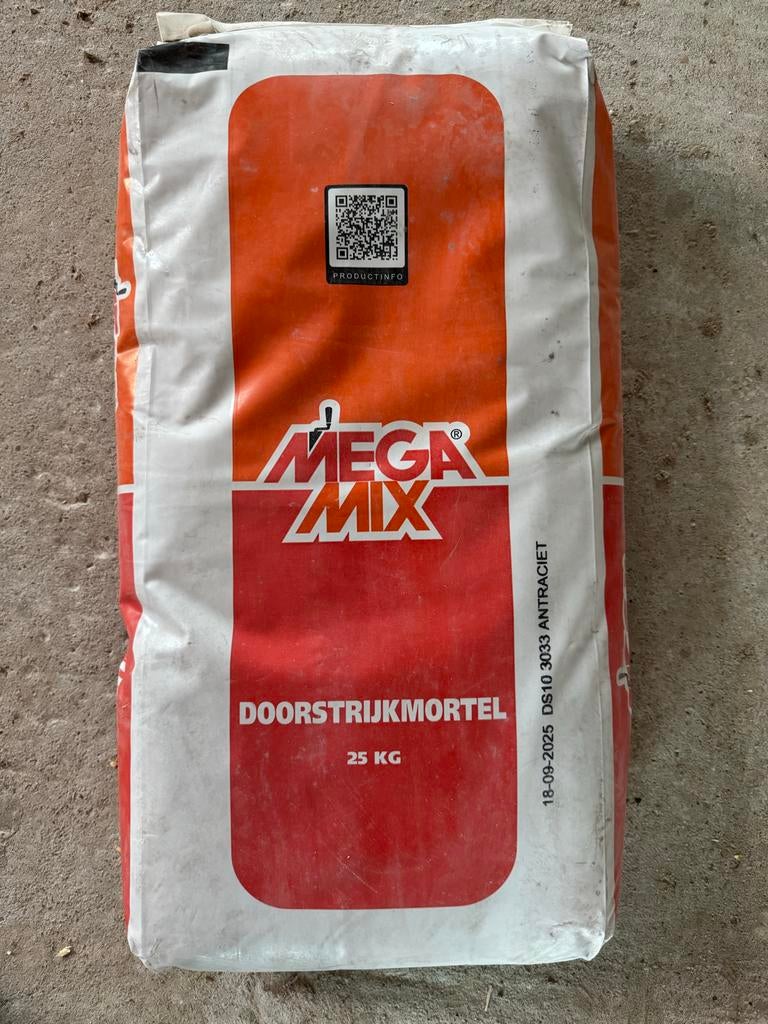 PRODUCTINFO
MEGA®
MIX
DOORSTRIJKMORTEL
25 KG
18-09-2025 DS10 3033 ANTRACIET